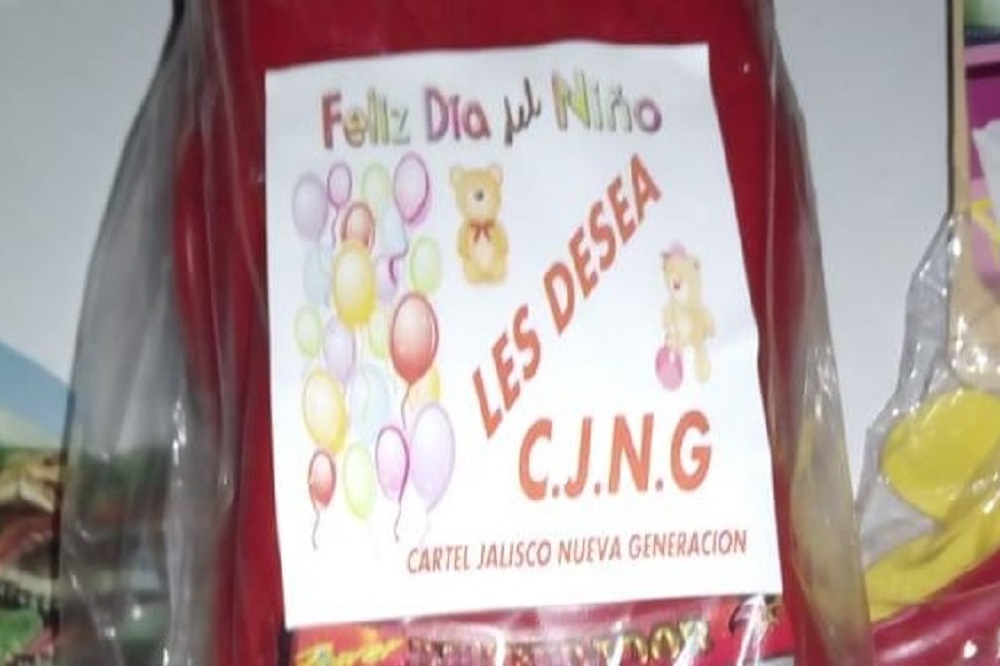 Feliz Día del Niño
LES DESEA
C.J.N.G
CARTEL JALISCO NUEVA GENERACION